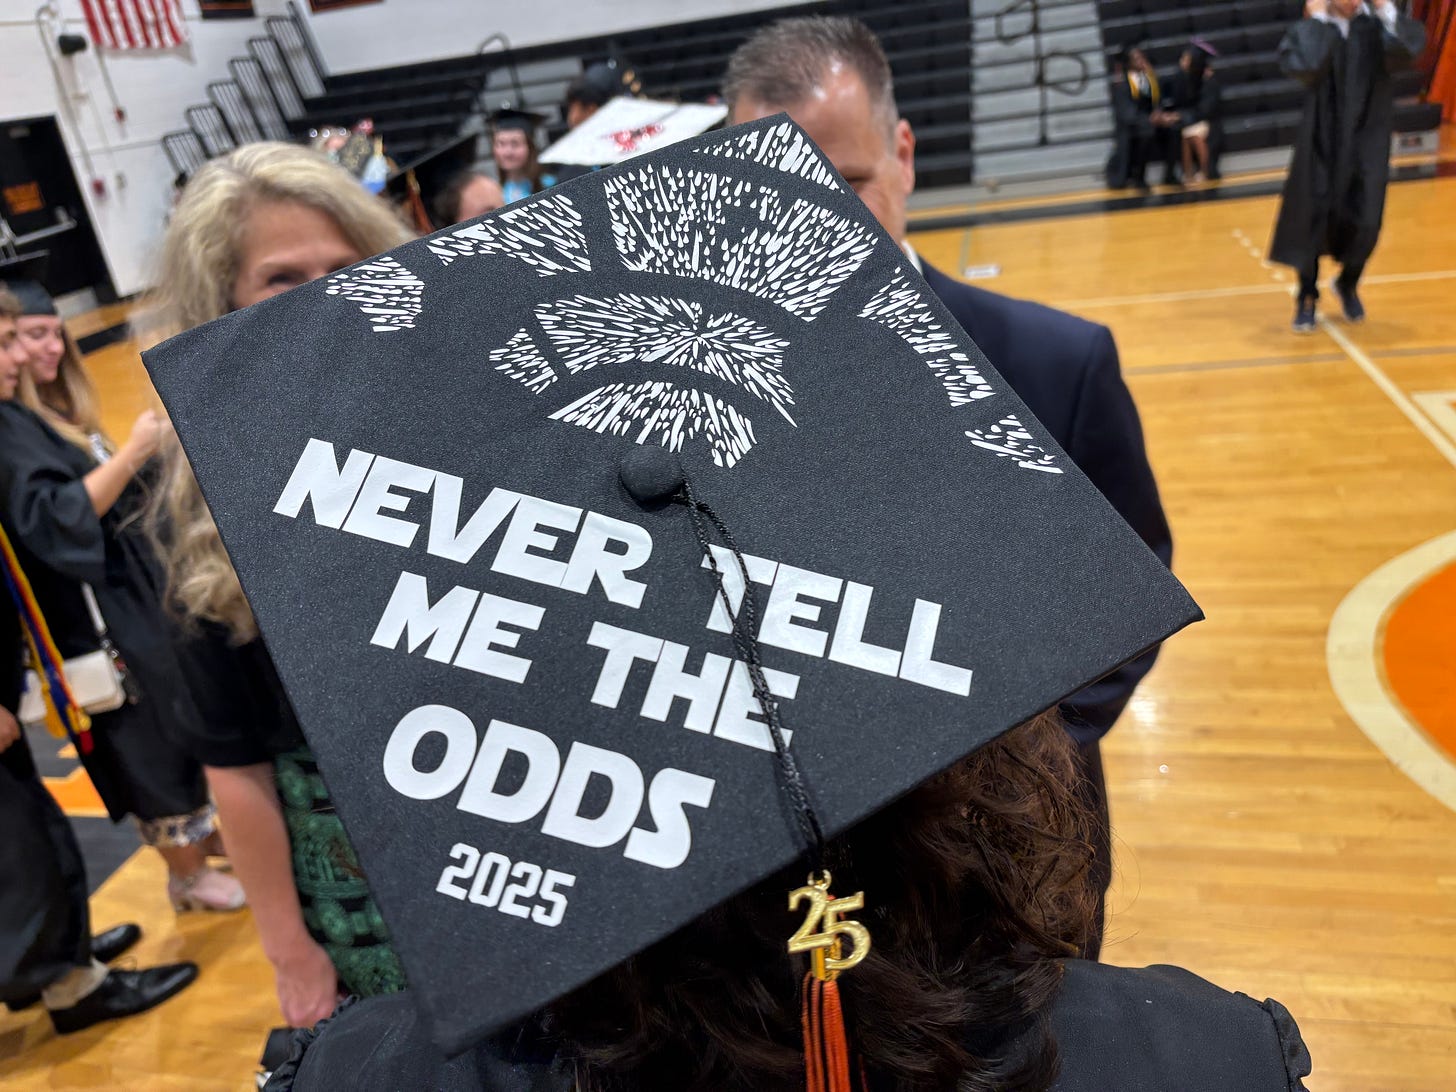 NEVER TELL
ME THE
ODDS
2025
25